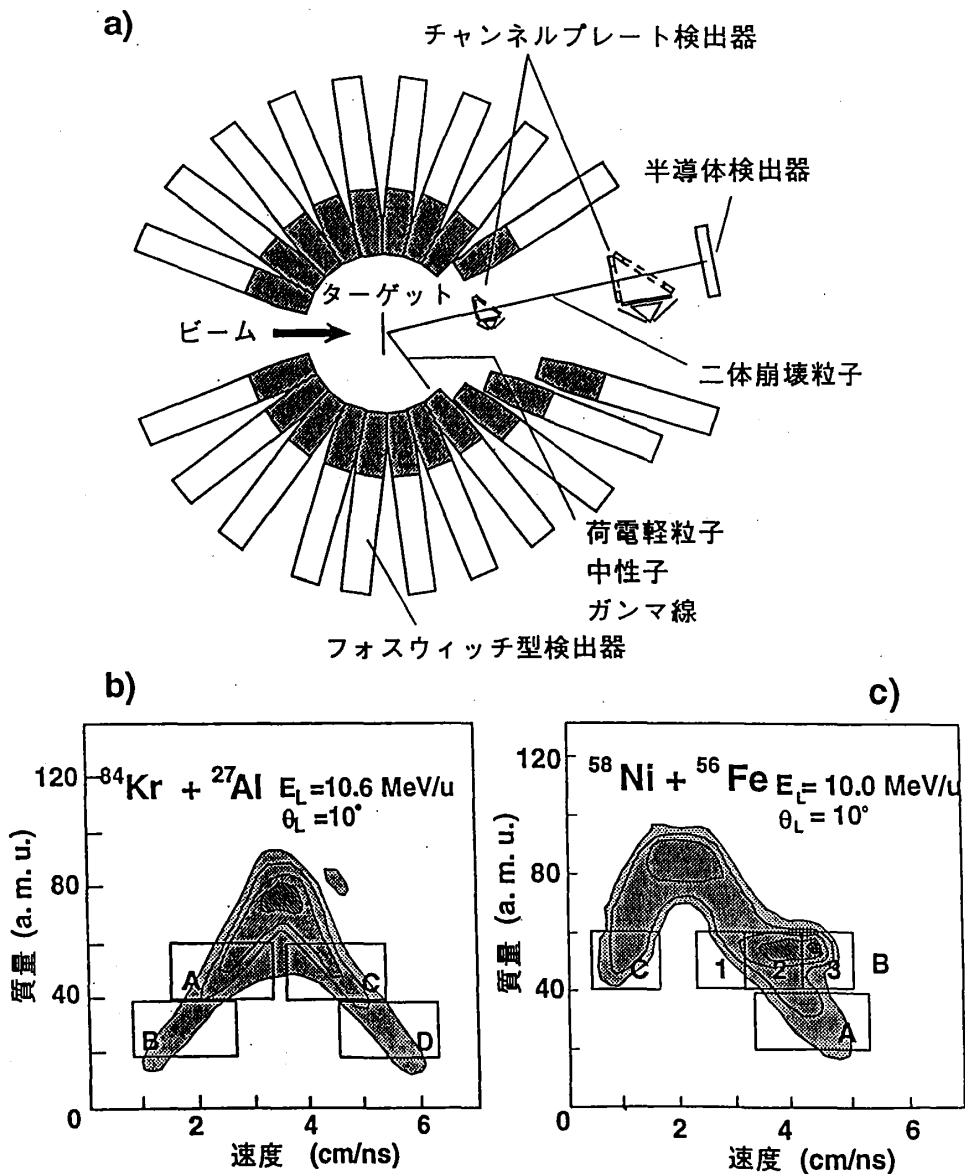 a)
チャンネルプレート検出器
半導体検出器
ターゲット
ビーム
二体崩壊粒子
荷電軽粒子
中性子
ガンマ線
フォスウィッチ型検出器
b)
質量 (a. m. u.)
120
80
40
0
84Kr + 27Al E_L=10.6 MeV/u
θ_L =10°
A
C
B
D
0 2 4 6
速度 (cm/ns)
c)
質量 (a. m. u.)
120
80
40
0
58Ni + 56Fe E_L= 10.0 MeV/u
θ_L = 10°
C
1
2
3
B
A
0 2 4 6
速度 (cm/ns)